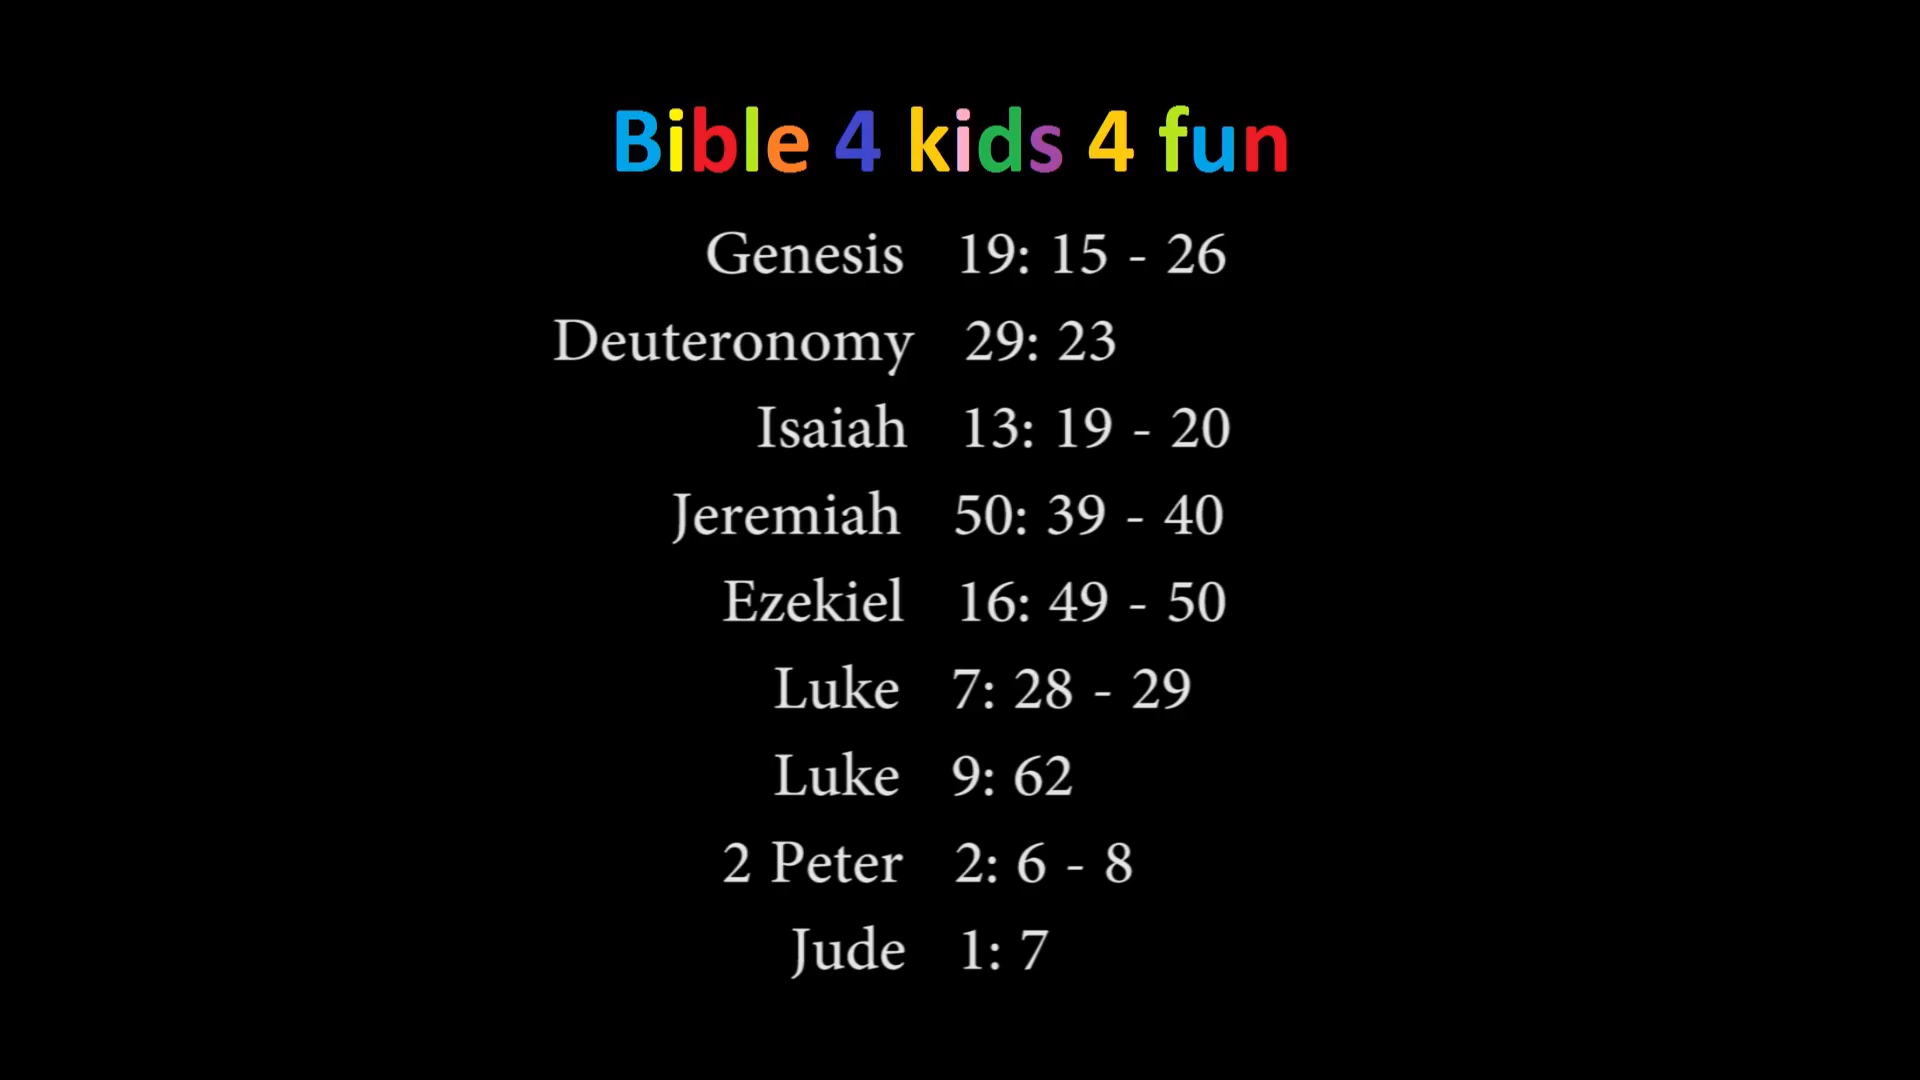 Bible 4 kids 4 fun
Genesis 19: 15 - 26
Deuteronomy 29: 23
Isaiah 13: 19 - 20
Jeremiah 50: 39 - 40
Ezekiel 16: 49 - 50
Luke 7: 28 - 29
Luke 9: 62
2 Peter 2: 6 - 8
Jude 1: 7